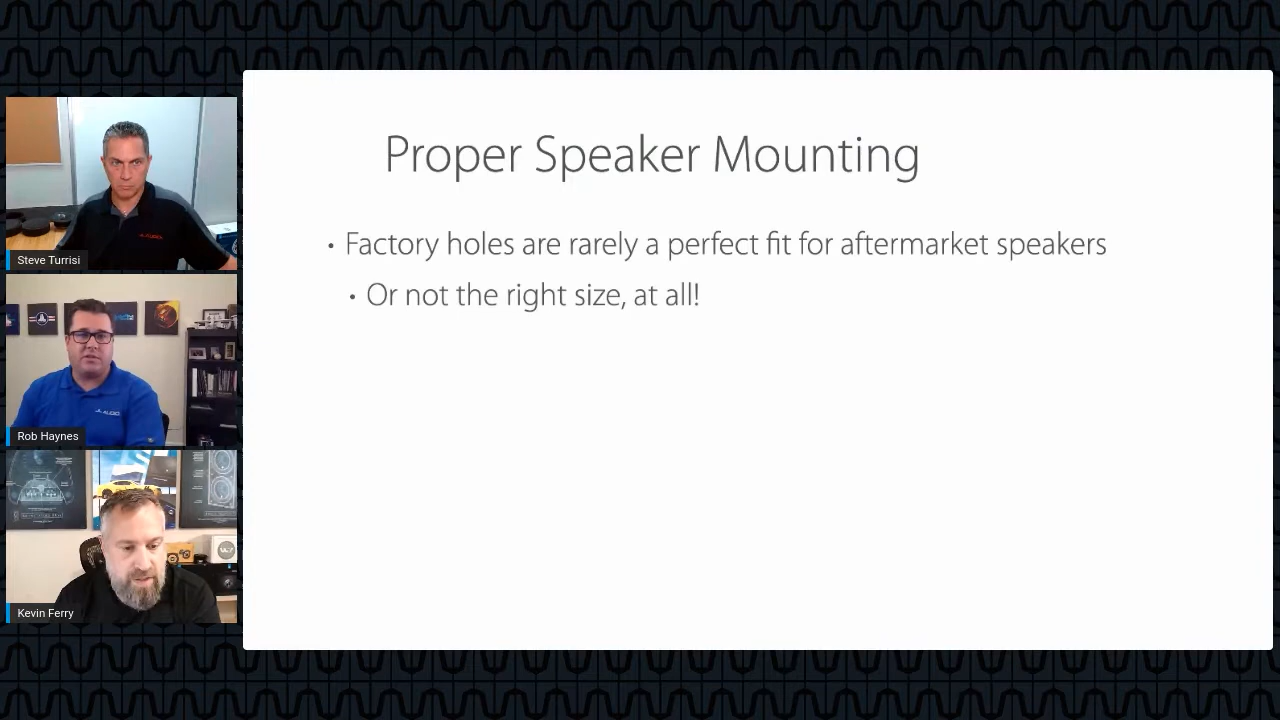 Proper Speaker Mounting
• Factory holes are rarely a perfect fit for aftermarket speakers
• Or not the right size, at all!
Steve Turrisi
Rob Haynes
Kevin Ferry